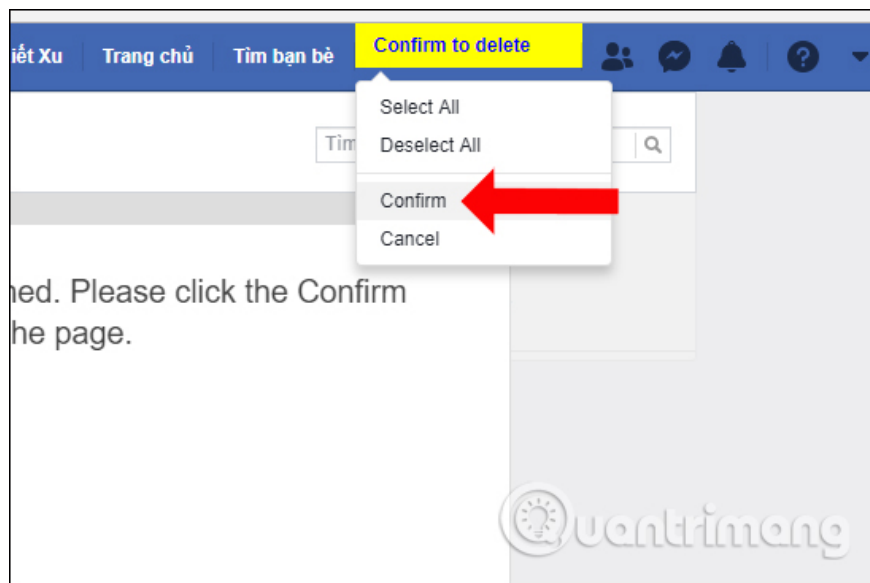 iết Xu Trang chủ Tìm bạn bè Confirm to delete
Select All
Tìm
Deselect All
Confirm
Cancel
ned. Please click the Confirm
he page.
Quantrimang